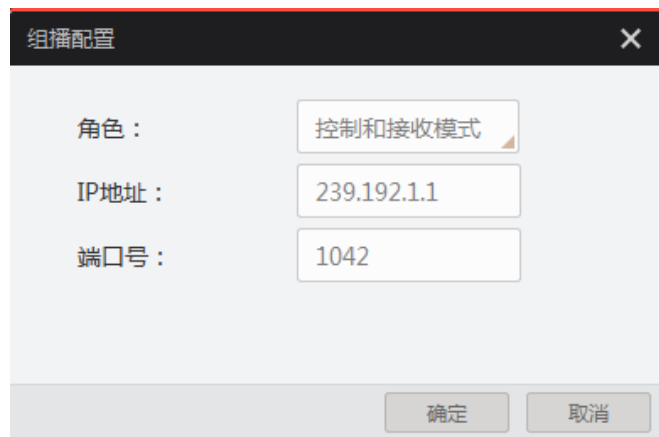 组播配置
角色：
控制和接收模式
IP地址：
239.192.1.1
端口号：
1042
确定
取消